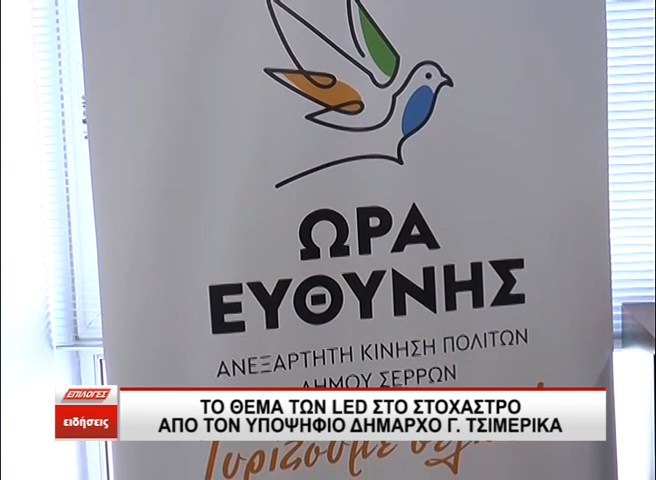 ΩΡΑ
ΕΥΘΥΝΗΣ
ΑΝΕΞΑΡΤΗΤΗ ΚΙΝΗΣΗ ΠΟΛΙΤΩΝ
ΔΗΜΟΥ ΣΕΡΡΩΝ
ΕΠΙΛΟΓΕΣ
ειδήσεις
ΤΟ ΘΕΜΑ ΤΩΝ LED ΣΤΟ ΣΤΟΧΑΣΤΡΟ
ΑΠΟ ΤΟΝ ΥΠΟΨΗΦΙΟ ΔΗΜΑΡΧΟ Γ. ΤΣΙΜΕΡΙΚΑ
Γυρίζουμε